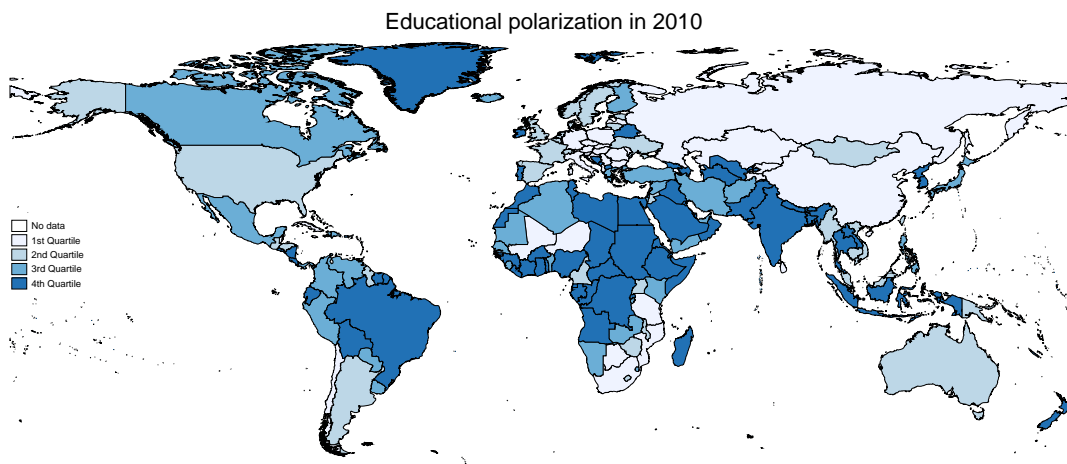 Educational polarization in 2010
No data
1st Quartile
2nd Quartile
3rd Quartile
4th Quartile